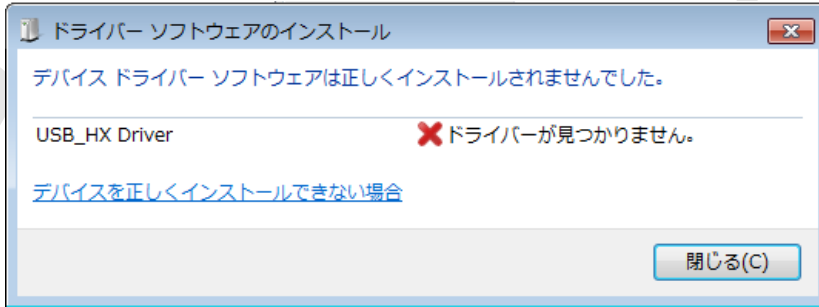 ドライバー ソフトウェアのインストール
デバイス ドライバー ソフトウェアは正しくインストールされませんでした。
USB_HX Driver ドライバーが見つかりません。
デバイスを正しくインストールできない場合
閉じる(C)